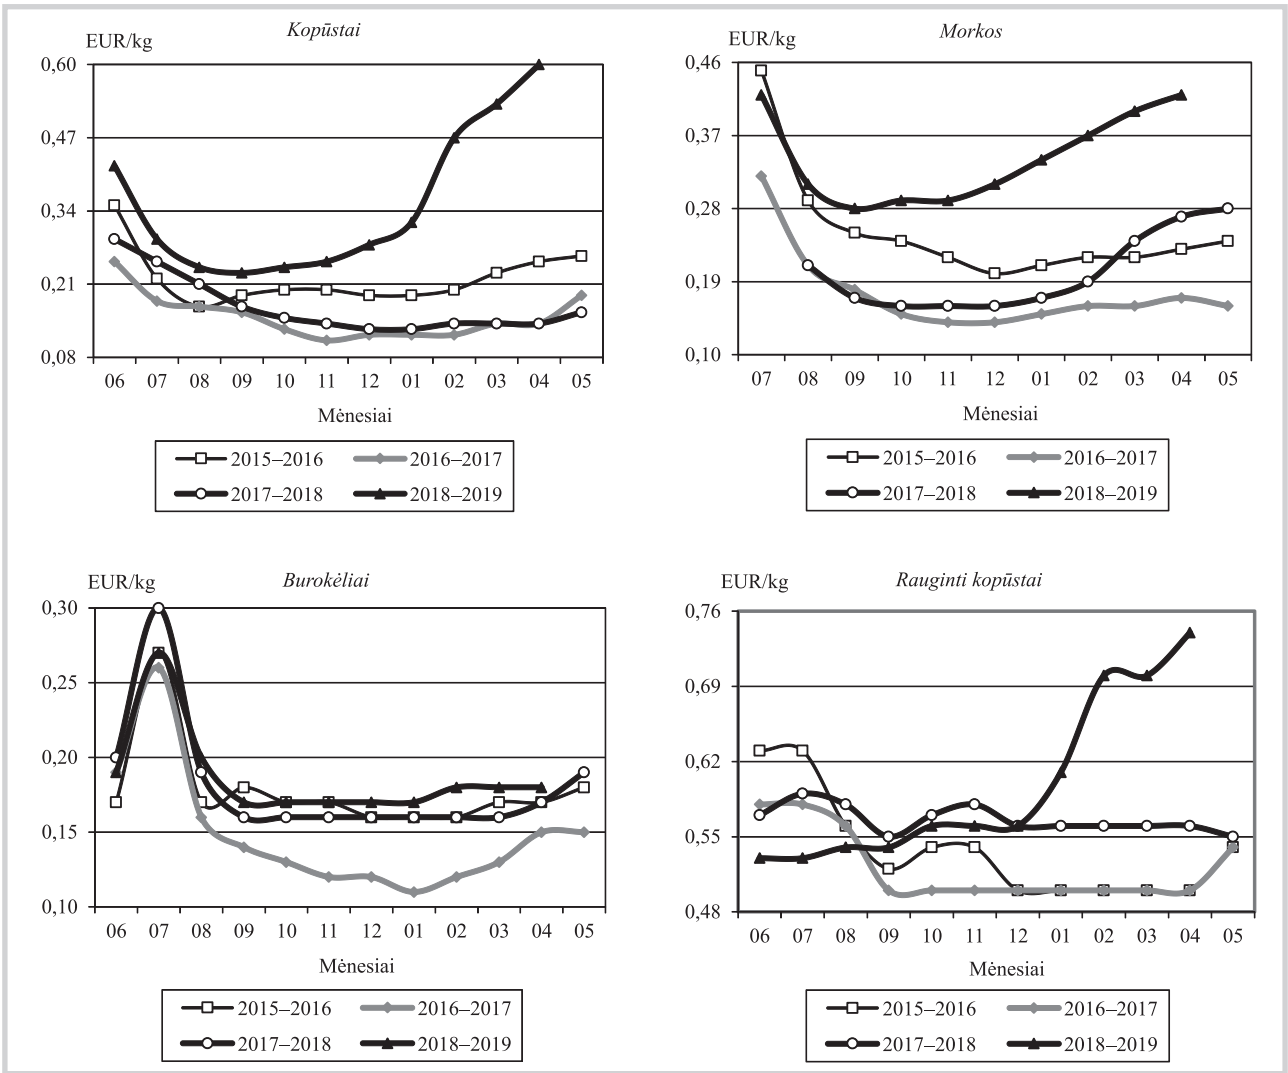 Kopūstai
EUR/kg
0,60
0,47
0,34
0,21
0,08
06 07 08 09 10 11 12 01 02 03 04 05
Mėnesiai
2015–2016 2016–2017
2017–2018 2018–2019
Morkos
EUR/kg
0,46
0,37
0,28
0,19
0,10
07 08 09 10 11 12 01 02 03 04 05
Mėnesiai
2015–2016 2016–2017
2017–2018 2018–2019
Burokėliai
EUR/kg
0,30
0,25
0,20
0,15
0,10
06 07 08 09 10 11 12 01 02 03 04 05
Mėnesiai
2015–2016 2016–2017
2017–2018 2018–2019
Rauginti kopūstai
EUR/kg
0,76
0,69
0,62
0,55
0,48
06 07 08 09 10 11 12 01 02 03 04 05
Mėnesiai
2015–2016 2016–2017
2017–2018 2018–2019